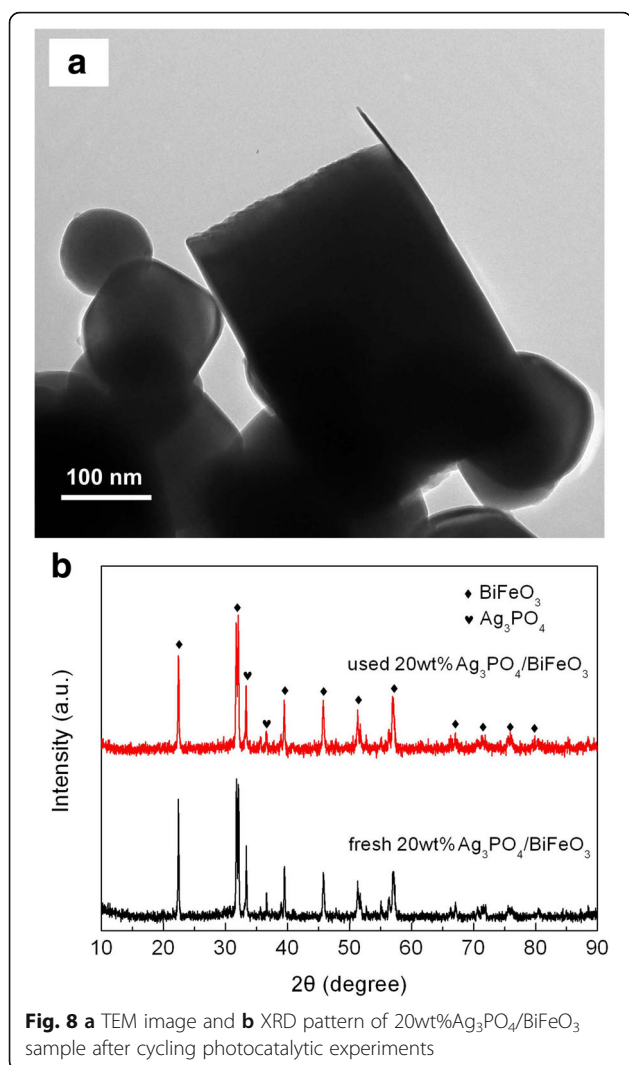 a
100 nm
b
♦ BiFeO₃
♥ Ag₃PO₄
used 20wt%Ag₃PO₄/BiFeO₃
fresh 20wt%Ag₃PO₄/BiFeO₃
Intensity (a.u.)
10 20 30 40 50 60 70 80 90
2θ (degree)
Fig. 8 a TEM image and b XRD pattern of 20wt%Ag₃PO₄/BiFeO₃
sample after cycling photocatalytic experiments